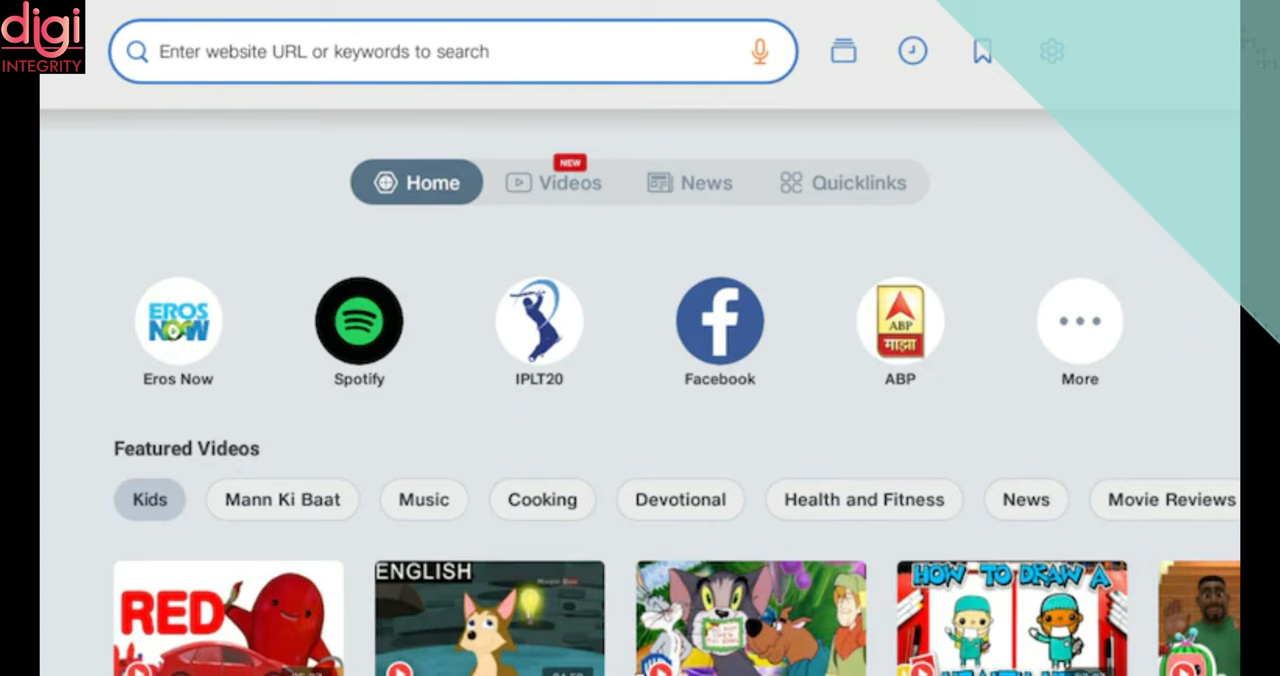 digi
INTEGRITY
Enter website URL or keywords to search
NEW
Home
Videos
News
Quicklinks
EROS
NOW
ABP
माझा
Eros Now
Spotify
IPLT20
Facebook
ABP
More
Featured Videos
Kids
Mann Ki Baat
Music
Cooking
Devotional
Health and Fitness
News
Movie Reviews
RED
ENGLISH
HOW TO DRAW A